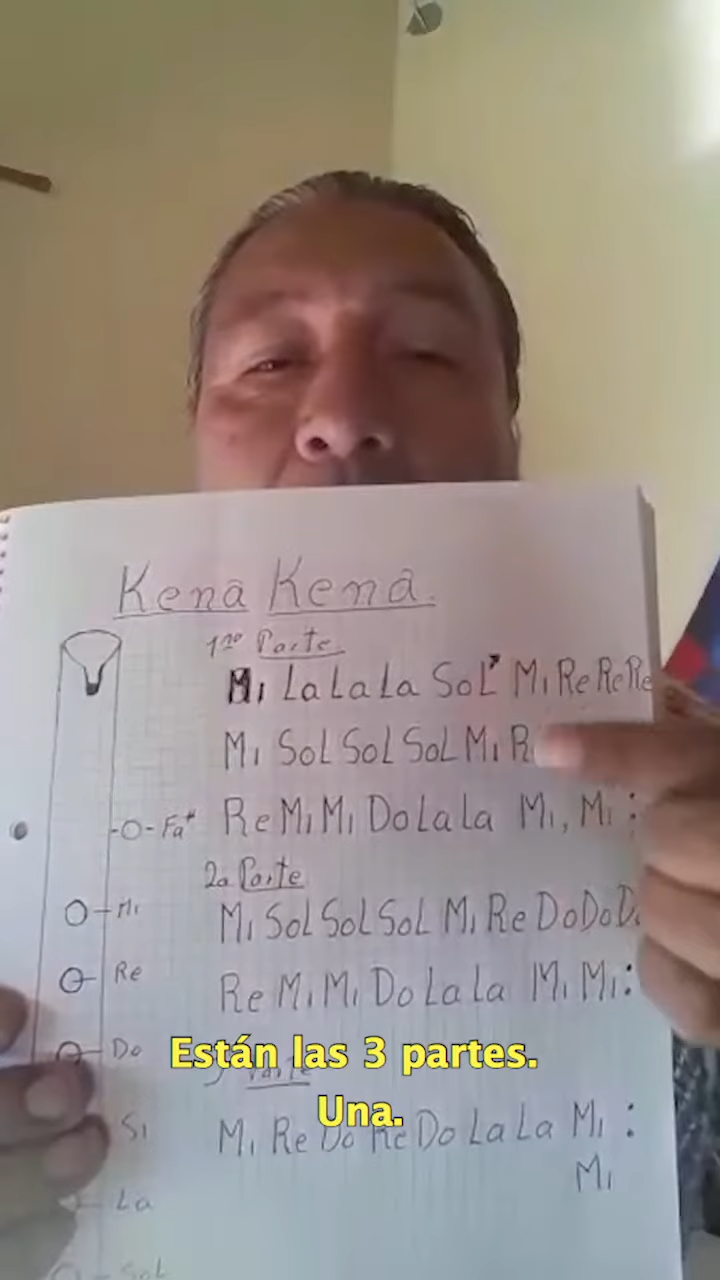 Kena Kena.
1ra Parte
Mi La La La SoL Mi Re Re Re
Mi SoL SoL SoL Mi R
Fa# Re Mi Mi Do La La Mi, Mi :
2a Parte
Mi Mi SoL SoL SoL Mi Re Do Do Do
Re Re Mi Mi Do La La Mi Mi :
Do Están las 3 partes.
Parte
Una.
Si Mi Re Do Re Do La La Mi :
Mi
La
Sol